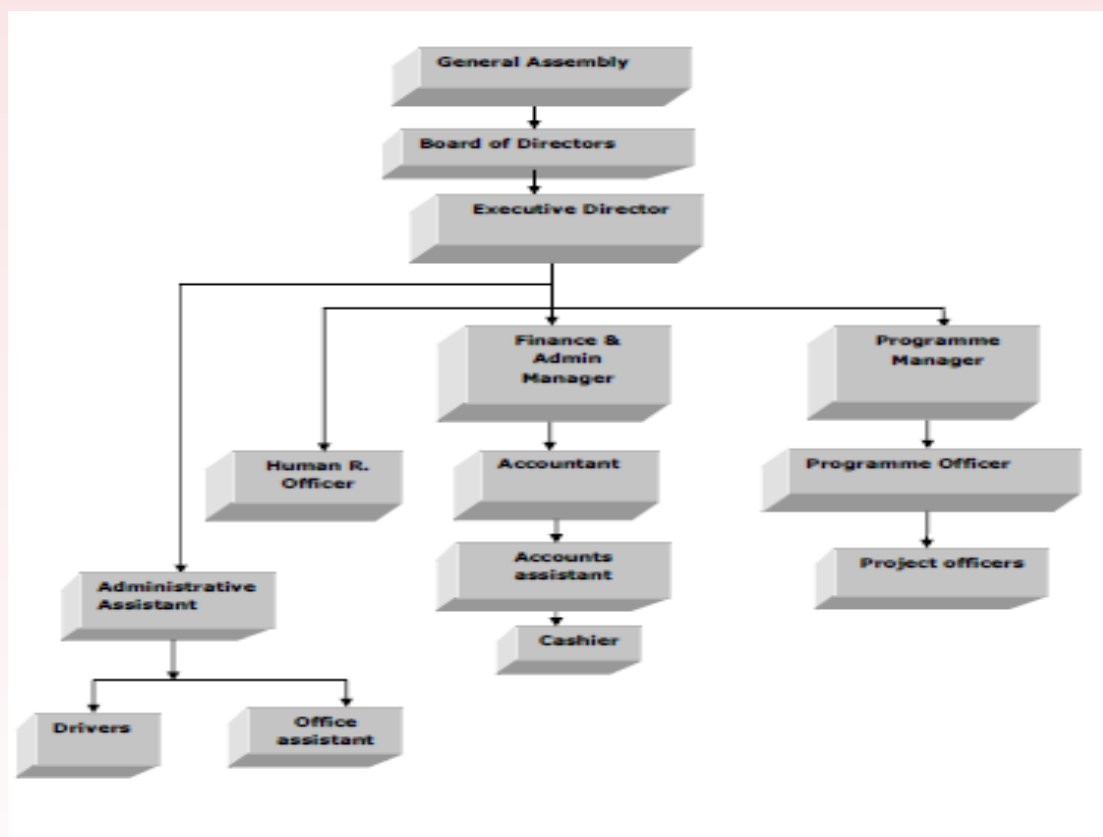 General Assembly
Board of Directors
Executive Director
Finance &
Admin
Manager
Programme
Manager
Human R.
Officer
Accountant
Programme Officer
Accounts
assistant
Project officers
Administrative
Assistant
Cashier
Drivers
Office
assistant